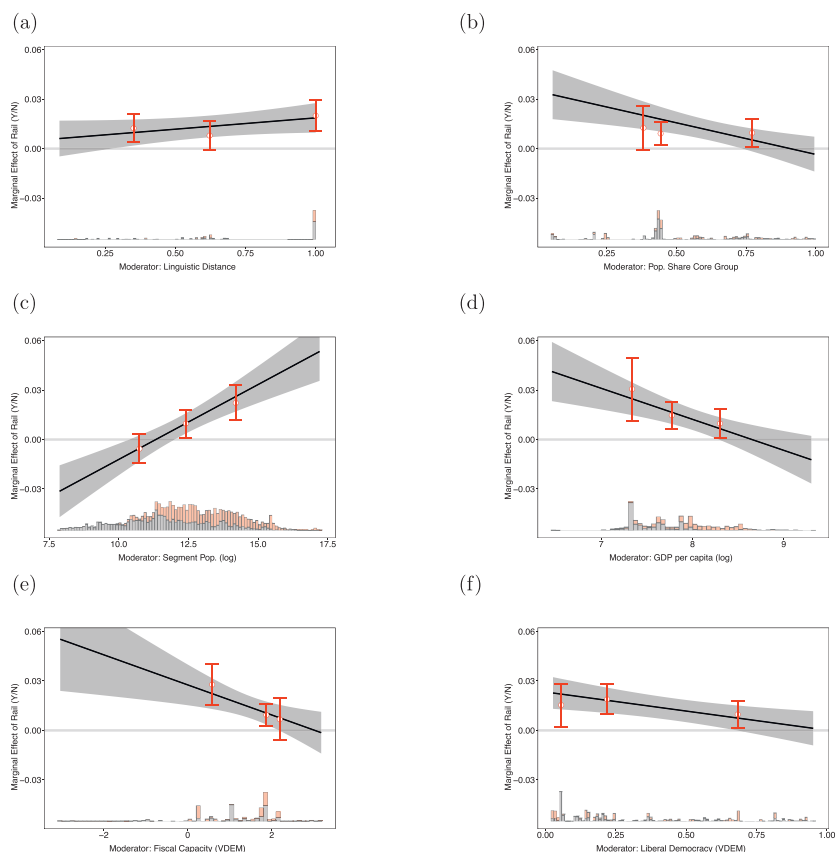 (a)
(b)
0.06
0.03
0.00
−0.03
Marginal Effect of Rail (Y/N)
0.25
0.50
0.75
1.00
Moderator: Linguistic Distance
0.06
0.03
0.00
−0.03
Marginal Effect of Rail (Y/N)
0.25
0.50
0.75
1.00
Moderator: Pop. Share Core Group
(c)
(d)
0.06
0.03
0.00
−0.03
Marginal Effect of Rail (Y/N)
7.5
10.0
12.5
15.0
17.5
Moderator: Segment Pop. (log)
0.06
0.03
0.00
−0.03
Marginal Effect of Rail (Y/N)
7
8
9
Moderator: GDP per capita (log)
(e)
(f)
0.06
0.03
0.00
−0.03
Marginal Effect of Rail (Y/N)
−2
0
2
Moderator: Fiscal Capacity (VDEM)
0.06
0.03
0.00
−0.03
Marginal Effect of Rail (Y/N)
0.00
0.25
0.50
0.75
1.00
Moderator: Liberal Democracy (VDEM)